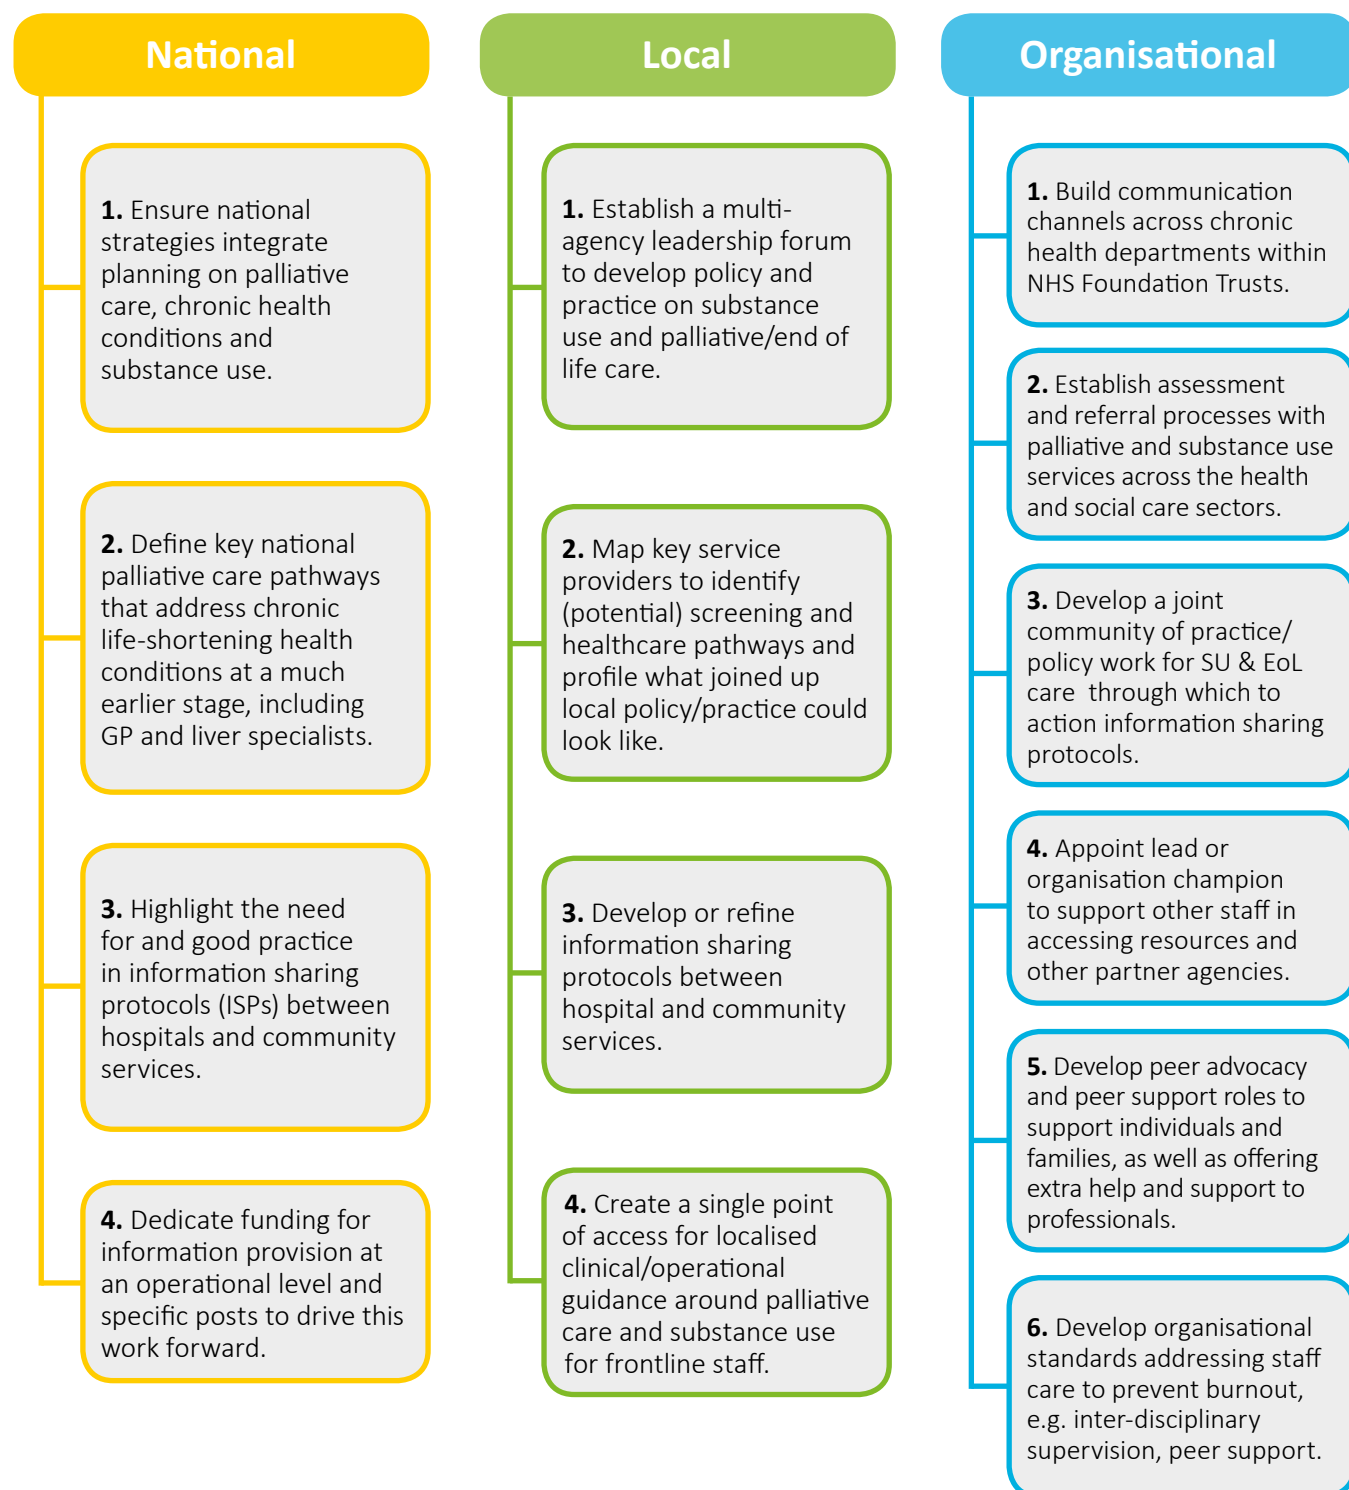 National
1. Ensure national
strategies integrate
planning on palliative
care, chronic health
conditions and
substance use.
2. Define key national
palliative care pathways
that address chronic
life-shortening health
conditions at a much
earlier stage, including
GP and liver specialists.
3. Highlight the need
for and good practice
in information sharing
protocols (ISPs) between
hospitals and community
services.
4. Dedicate funding for
information provision at
an operational level and
specific posts to drive this
work forward.
Local
1. Establish a multi-
agency leadership forum
to develop policy and
practice on substance
use and palliative/end of
life care.
2. Map key service
providers to identify
(potential) screening and
healthcare pathways and
profile what joined up
local policy/practice could
look like.
3. Develop or refine
information sharing
protocols between
hospital and community
services.
4. Create a single point
of access for localised
clinical/operational
guidance around palliative
care and substance use
for frontline staff.
Organisational
1. Build communication
channels across chronic
health departments within
NHS Foundation Trusts.
2. Establish assessment
and referral processes with
palliative and substance use
services across the health
and social care sectors.
3. Develop a joint
community of practice/
policy work for SU & EoL
care through which to
action information sharing
protocols.
4. Appoint lead or
organisation champion
to support other staff in
accessing resources and
other partner agencies.
5. Develop peer advocacy
and peer support roles to
support individuals and
families, as well as offering
extra help and support to
professionals.
6. Develop organisational
standards addressing staff
care to prevent burnout,
e.g. inter-disciplinary
supervision, peer support.